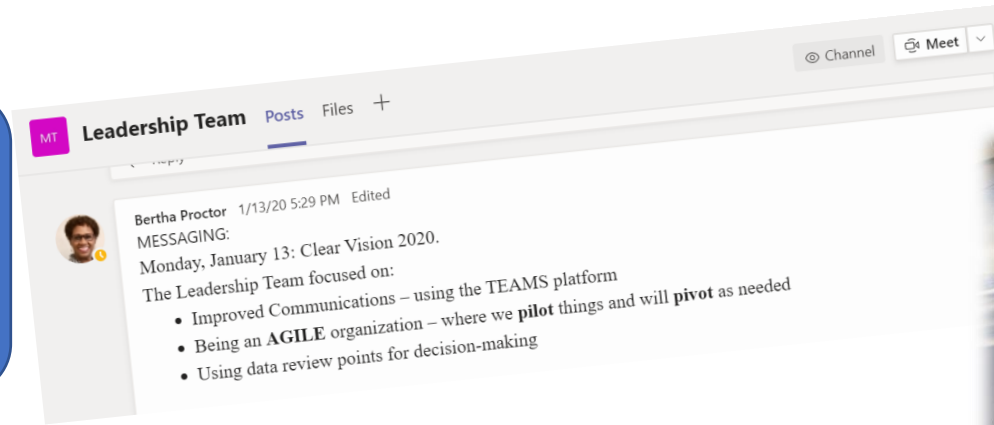 Channel
Meet
MT
Leadership Team Posts Files
Reply
Bertha Proctor 1/13/20 5:29 PM Edited
MESSAGING:
Monday, January 13: Clear Vision 2020.
The Leadership Team focused on:
• Improved Communications – using the TEAMS platform
• Being an AGILE organization – where we pilot things and will pivot as needed
• Using data review points for decision-making